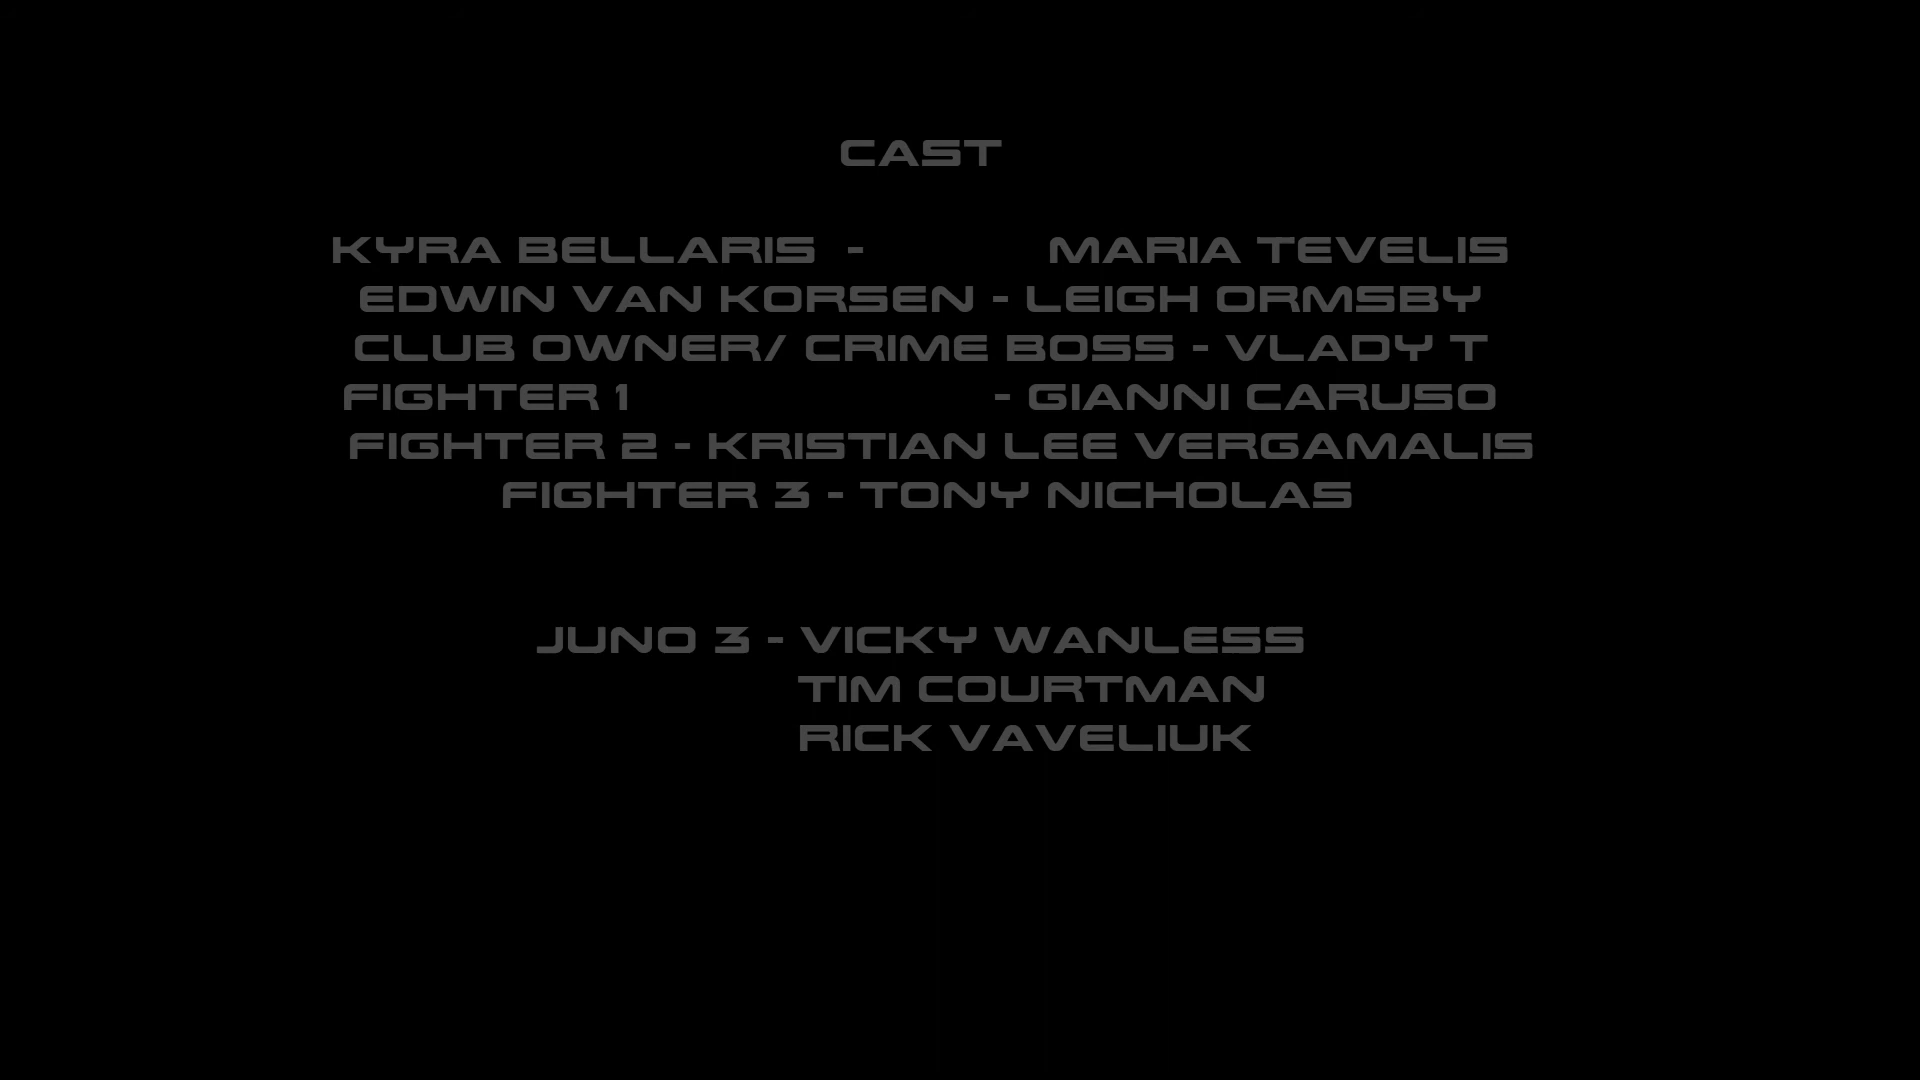 CAST
KYRA BELLARIS - MARIA TEVELIS
EDWIN VAN KORSEN - LEIGH ORMSBY
CLUB OWNER/ CRIME BOSS - VLADY T
FIGHTER 1 - GIANNI CARUSO
FIGHTER 2 - KRISTIAN LEE VERGAMALIS
FIGHTER 3 - TONY NICHOLAS
JUNO 3 - VICKY WANLESS
TIM COURTMAN
RICK VAVELIUK